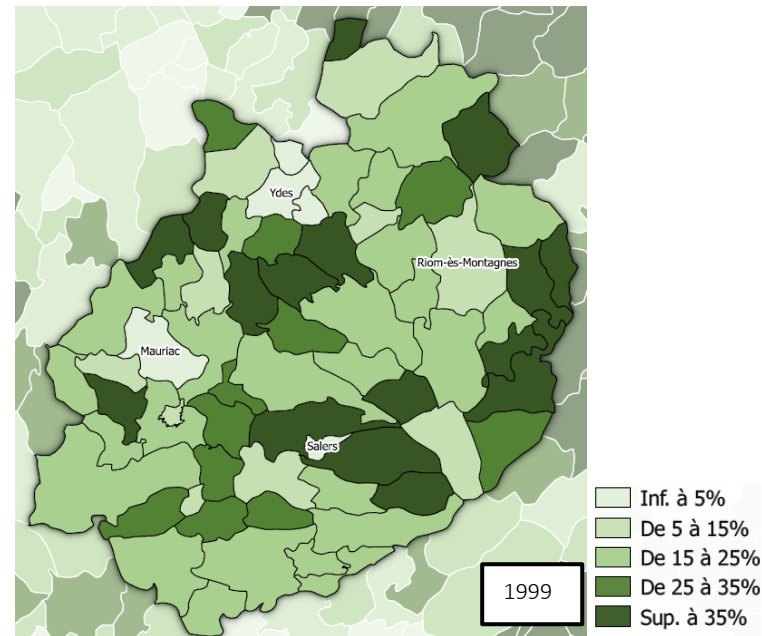 Ydes
Riom-ès-Montagnes
Mauriac
Salers
Inf. à 5%
De 5 à 15%
De 15 à 25%
De 25 à 35%
Sup. à 35%
1999